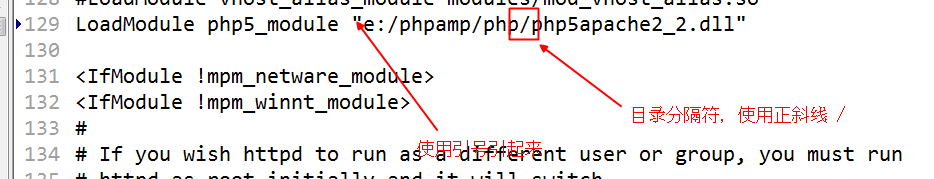 128 #LoadModule vhost_alias_module modules/mod_vhost_alias.so
129 LoadModule php5_module "e:/phpamp/php/php5apache2_2.dll"
130
131 <IfModule !mpm_netware_module>
132 <IfModule !mpm_winnt_module>
目录分隔符，使用正斜线 /
133 #
使用引号引起来
134 # If you wish httpd to run as a different user or group, you must run
135 # httpd as root initially and it will switch.